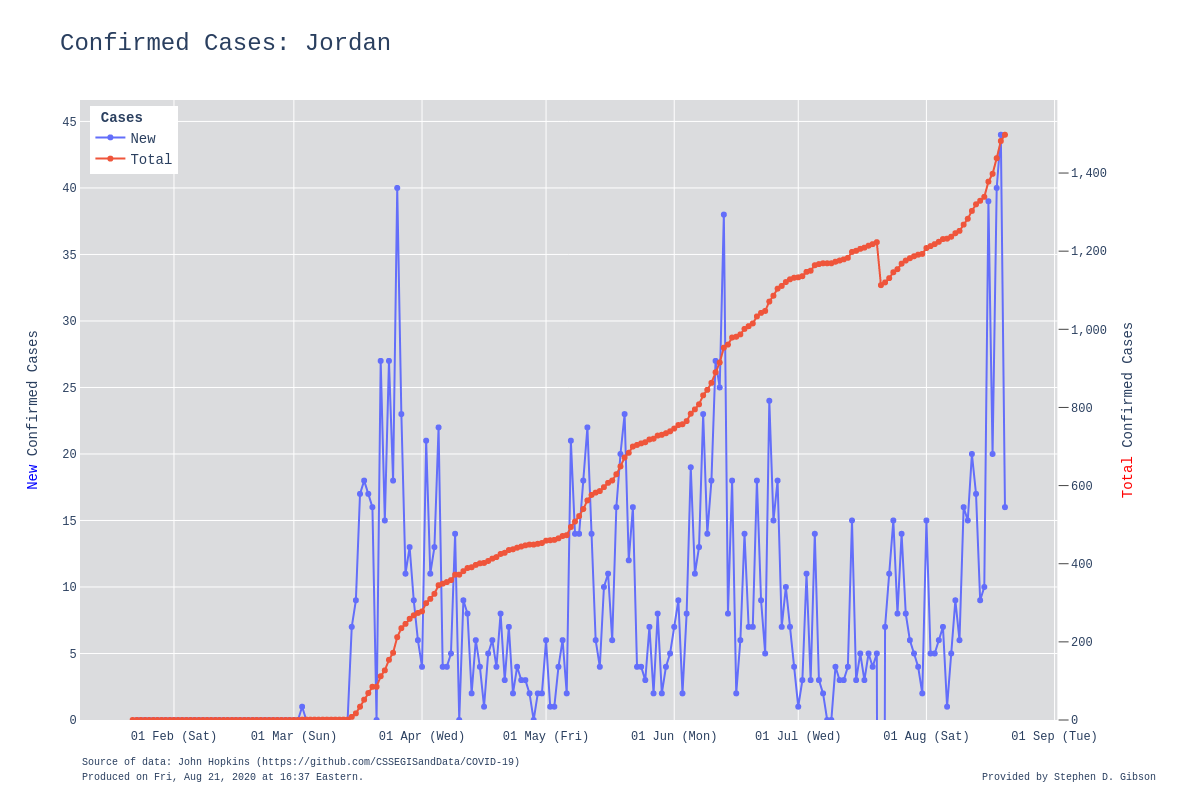 Confirmed Cases: Jordan
Cases
New
Total
45
40
35
30
25
20
15
10
5
0
1,400
1,200
1,000
800
600
400
200
0
New Confirmed Cases
Total Confirmed Cases
01 Feb (Sat) 01 Mar (Sun) 01 Apr (Wed) 01 May (Fri) 01 Jun (Mon) 01 Jul (Wed) 01 Aug (Sat) 01 Sep (Tue)
Source of data: John Hopkins (https://github.com/CSSEGISandData/COVID-19)
Produced on Fri, Aug 21, 2020 at 16:37 Eastern.
Provided by Stephen D. Gibson